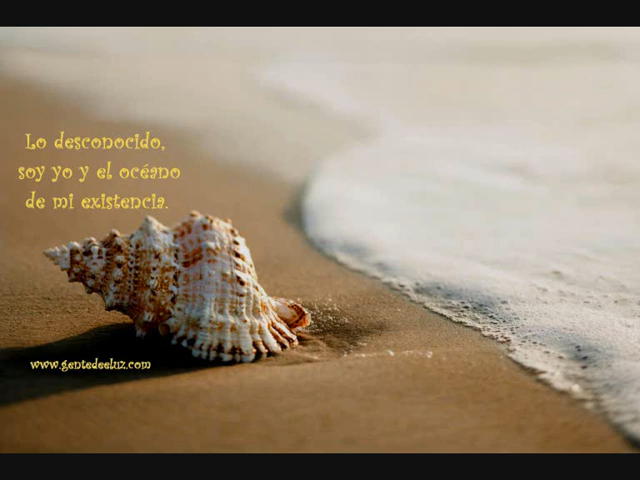 Lo desconocido,
soy yo y el océano
de mi existencia.
www.gentedeeluz.com